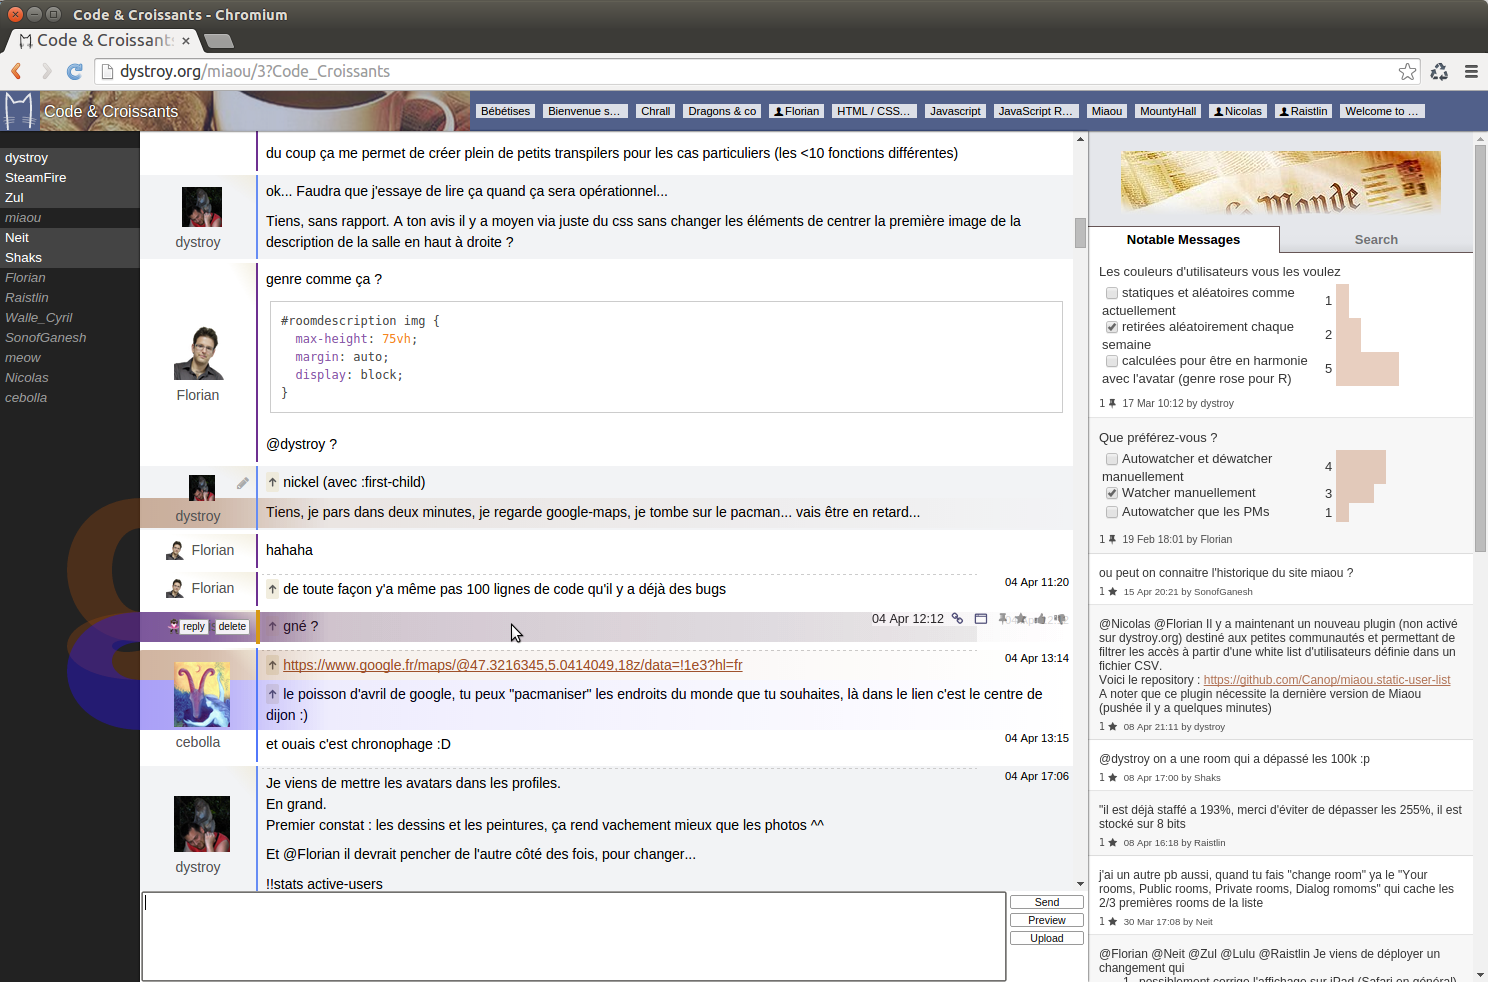 Code & Croissants - Chromium
Code & Croissants
dystroy.org/miaou/3?Code_Croissants
Code & Croissants
Bébétises
Bienvenue s...
Chrall
Dragons & co
Florian
HTML / CSS...
Javascript
JavaScript R...
Miaou
MountyHall
Nicolas
Raistlin
Welcome to ...
dystroy
SteamFire
Zul
miaou
Neit
Shaks
Florian
Raistlin
Walle_Cyril
SonofGanesh
meow
Nicolas
cebolla
du coup ça me permet de créer plein de petits transpilers pour les cas particuliers (les <10 fonctions différentes)
dystroy
ok... Faudra que j'essaye de lire ça quand ça sera opérationnel...
Tiens, sans rapport. A ton avis il y a moyen via juste du css sans changer les éléments de centrer la première image de la
description de la salle en haut à droite ?
Florian
genre comme ça ?
#roomdescription img {
max-height: 75vh;
margin: auto;
display: block;
}
@dystroy ?
dystroy
nickel (avec :first-child)
Tiens, je pars dans deux minutes, je regarde google-maps, je tombe sur le pacman... vais être en retard...
Florian
hahaha
Florian
de toute façon y'a même pas 100 lignes de code qu'il y a déjà des bugs
04 Apr 11:20
reply
delete
gné ?
04 Apr 12:12
https://www.google.fr/maps/@47.3216345,5.0414049,18z/data=!1e3?hl=fr
04 Apr 13:14
le poisson d'avril de google, tu peux "pacmaniser" les endroits du monde que tu souhaites, là dans le lien c'est le centre de
dijon :)
cebolla
et ouais c'est chronophage :D
04 Apr 13:15
dystroy
Je viens de mettre les avatars dans les profiles.
04 Apr 17:06
En grand.
Premier constat : les dessins et les peintures, ça rend vachement mieux que les photos ^^
Et @Florian il devrait pencher de l'autre côté des fois, pour changer...
!!stats active-users
Send
Preview
Upload
Le Monde
Notable Messages
Search
Les couleurs d'utilisateurs vous les voulez
statiques et aléatoires comme
actuellement
1
retirées aléatoirement chaque
semaine
2
calculées pour être en harmonie
avec l'avatar (genre rose pour R)
5
1 17 Mar 10:12 by dystroy
Que préférez-vous ?
Autowatcher et déwatcher
manuellement
4
Watcher manuellement
3
Autowatcher que les PMs
1
1 19 Feb 18:01 by Florian
ou peut on connaitre l'historique du site miaou ?
1 15 Apr 20:21 by SonofGanesh
@Nicolas @Florian Il y a maintenant un nouveau plugin (non activé
sur dystroy.org) destiné aux petites communautés et permettant de
filtrer les accès à partir d'une white list d'utilisateurs définie dans un
fichier CSV.
Voici le repository : https://github.com/Canop/miaou.static-user-list
A noter que ce plugin nécessite la dernière version de Miaou
(pushée il y a quelques minutes)
1 08 Apr 21:11 by dystroy
@dystroy on a une room qui a dépassé les 100k :p
1 08 Apr 17:00 by Shaks
"il est déjà staffé a 193%, merci d'éviter de dépasser les 255%, il est
stocké sur 8 bits
1 08 Apr 16:18 by Raistlin
j'ai un autre pb aussi, quand tu fais "change room" ya le "Your
rooms, Public rooms, Private rooms, Dialog romoms" qui cache les
2/3 premières rooms de la liste
1 30 Mar 17:08 by Neit
@Florian @Neit @Zul @Lulu @Raistlin Je viens de déployer un
changement qui
1. possiblement corrige l'affichage sur iPad (Safari en général)